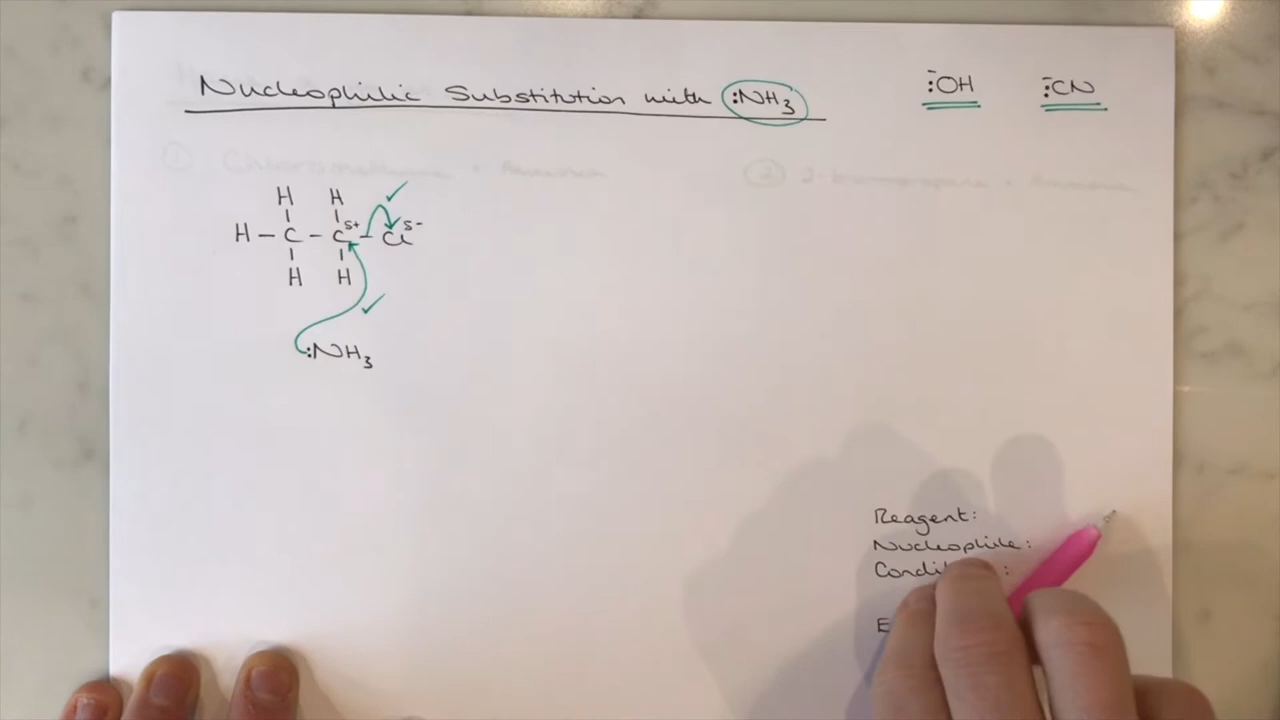 Nucleophilic Substitution with :NH3
:⁻OH :⁻CN
H H
H – C – C δ+ – Cl δ-
H H
:NH3
Reagent:
Nucleophile: